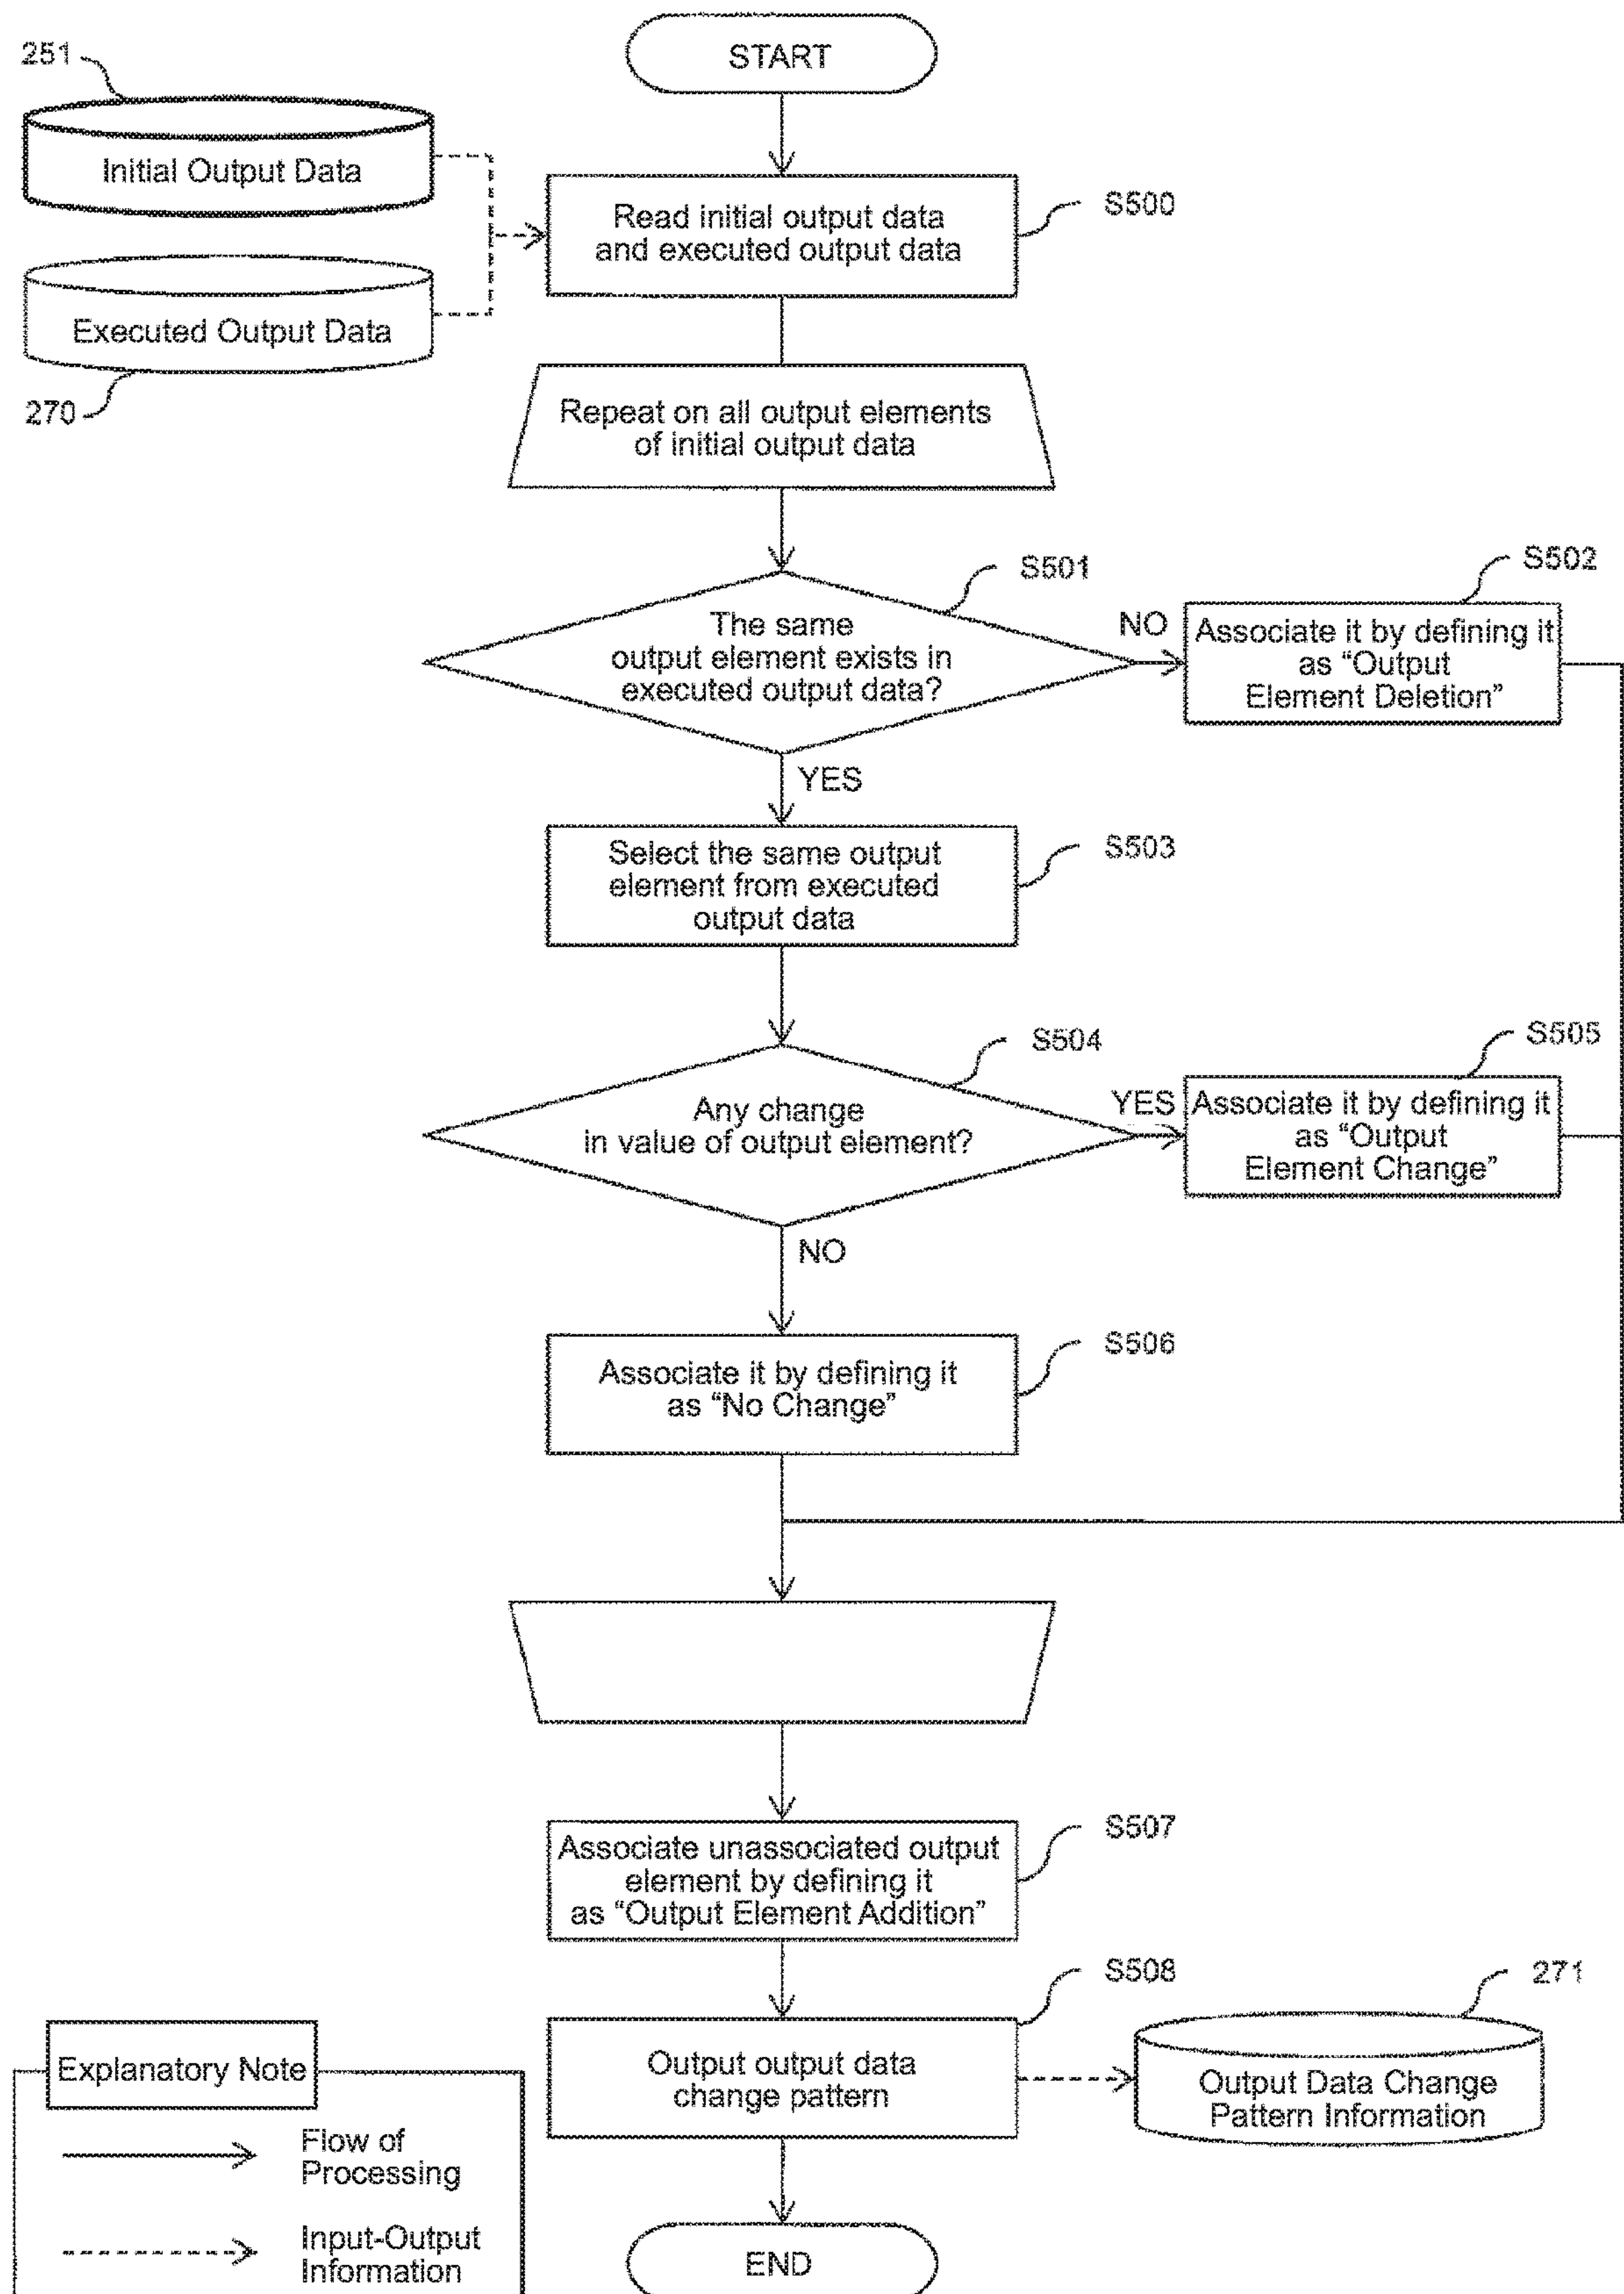 START
251
Initial Output Data
S500
Read initial output data
and executed output data
Executed Output Data
270
Repeat on all output elements
of initial output data
S501
The same
output element exists in
executed output data?
NO
S502
Associate it by defining it
as “Output
Element Deletion”
YES
S503
Select the same output
element from executed
output data
S504
Any change
in value of output element?
YES
S505
Associate it by defining it
as “Output
Element Change”
NO
S506
Associate it by defining it
as “No Change”
S507
Associate unassociated output
element by defining it
as “Output Element Addition”
S508
Output output data
change pattern
271
Output Data Change
Pattern Information
Explanatory Note
Flow of
Processing
Input-Output
Information
END